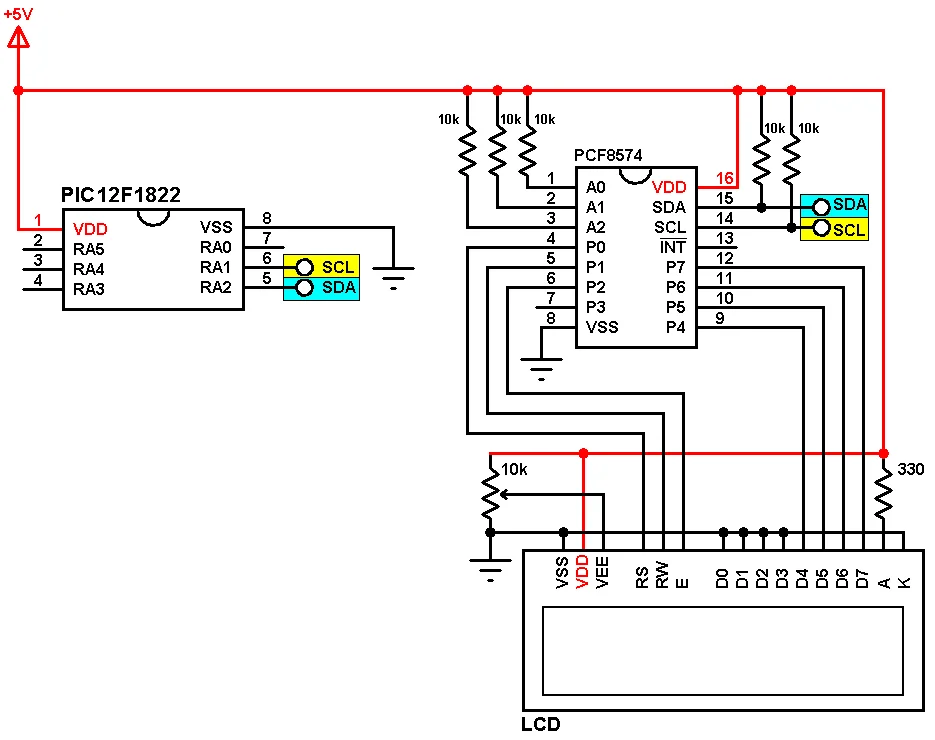 +5V
10k
10k
10k
10k
10k
PCF8574
PIC12F1822
1
VDD
2
RA5
3
RA4
4
RA3
VSS
8
RA0
7
RA1
6
SCL
RA2
5
SDA
1
A0
VDD
16
2
A1
SDA
15
SDA
3
A2
SCL
14
SCL
4
P0
INT
13
5
P1
P7
12
6
P2
P6
11
7
P3
P5
10
8
VSS
P4
9
10k
330
VSS
VDD
VEE
RS
RW
E
D0
D1
D2
D3
D4
D5
D6
D7
A
K
LCD